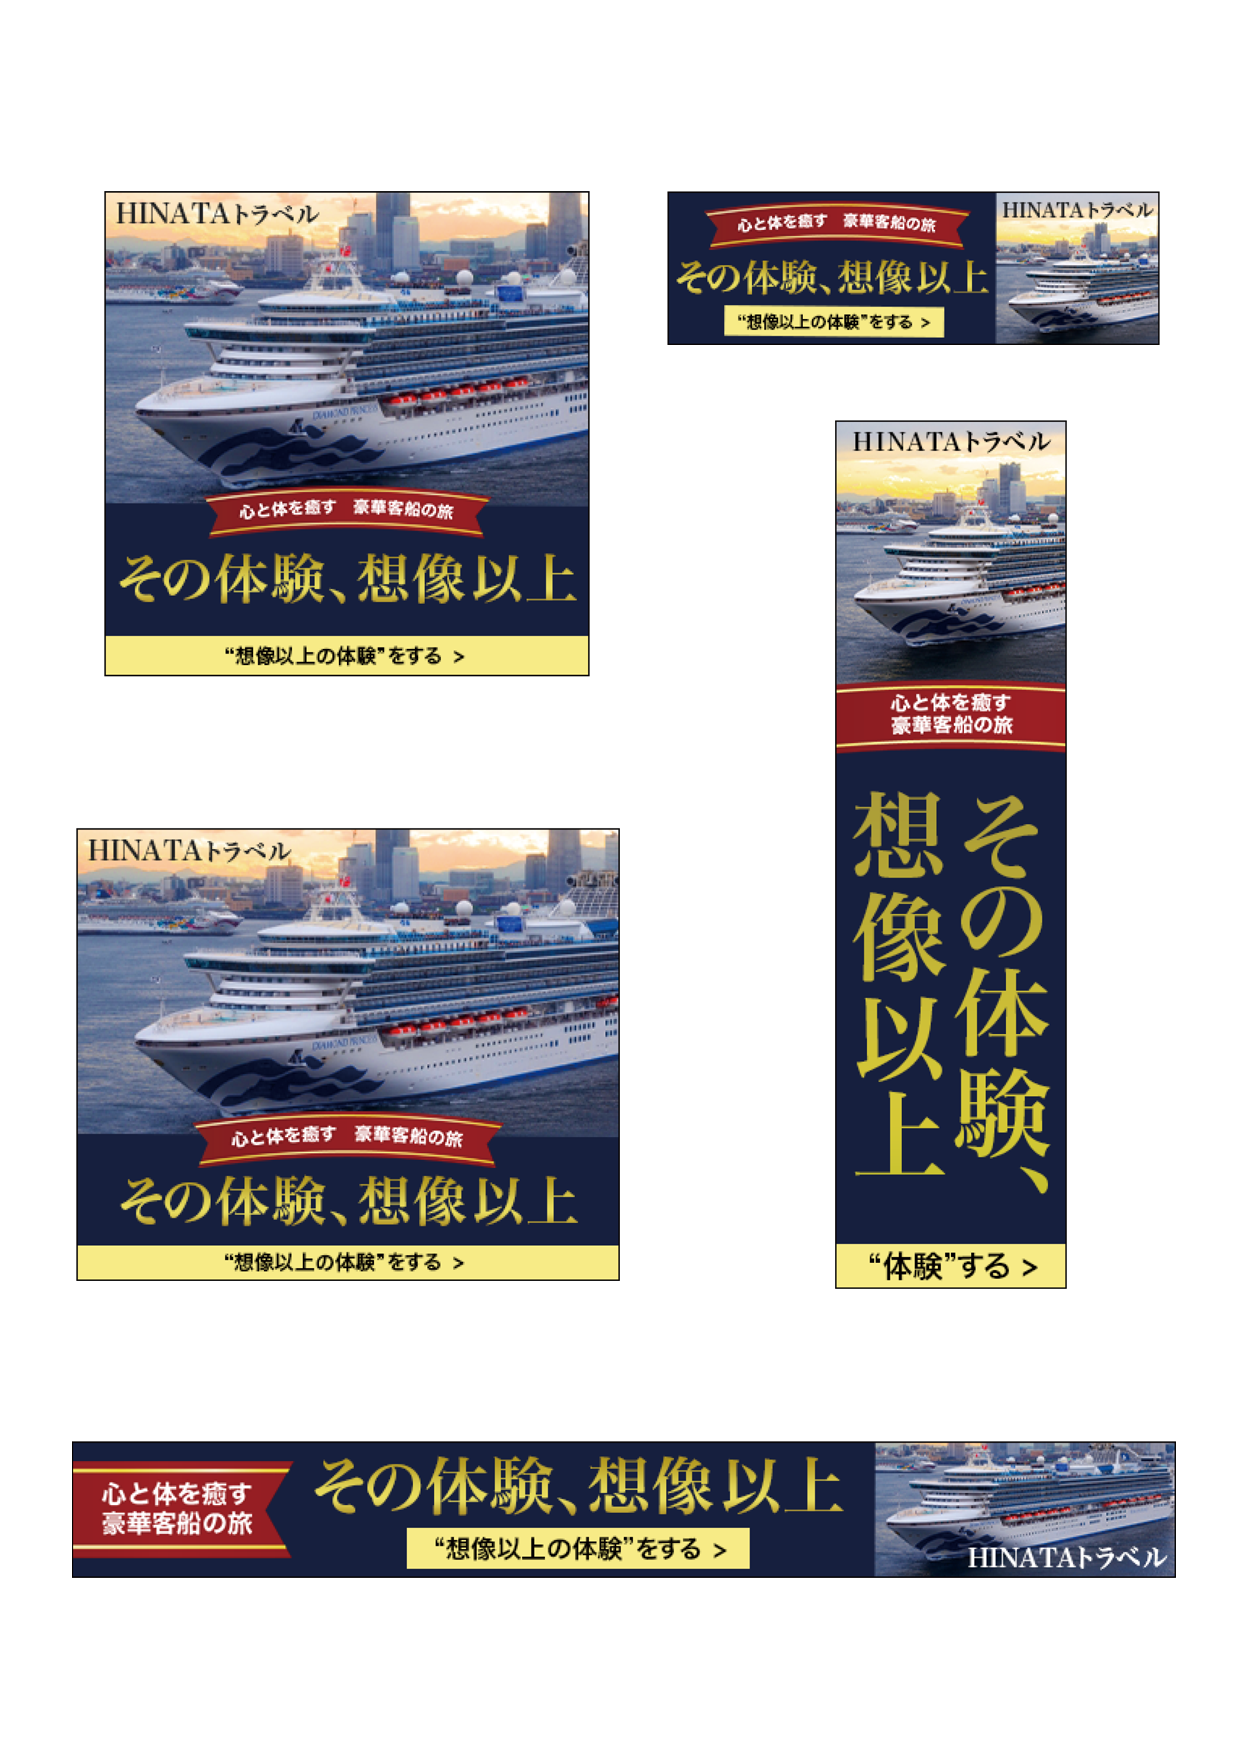 HINATAトラベル
DIAMOND PRINCESS
心と体を癒す 豪華客船の旅
その体験、想像以上
“想像以上の体験”をする >
心と体を癒す 豪華客船の旅
その体験、想像以上
“想像以上の体験”をする >
HINATAトラベル
HINATAトラベル
心と体を癒す
豪華客船の旅
その体験、
想像以上
“体験”する >
HINATAトラベル
DIAMOND PRINCESS
心と体を癒す 豪華客船の旅
その体験、想像以上
“想像以上の体験”をする >
心と体を癒す
豪華客船の旅
その体験、想像以上
“想像以上の体験”をする >
HINATAトラベル